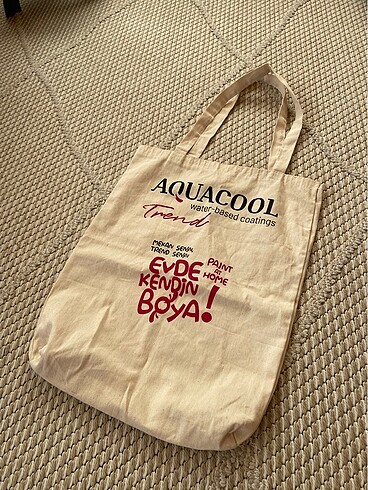 AQUACOOL
Trend water-based coatings
MEKAN SENİN,
TREND SENİN
EVDE
KENDİN
BOYA!
PAINT
AT
HOME